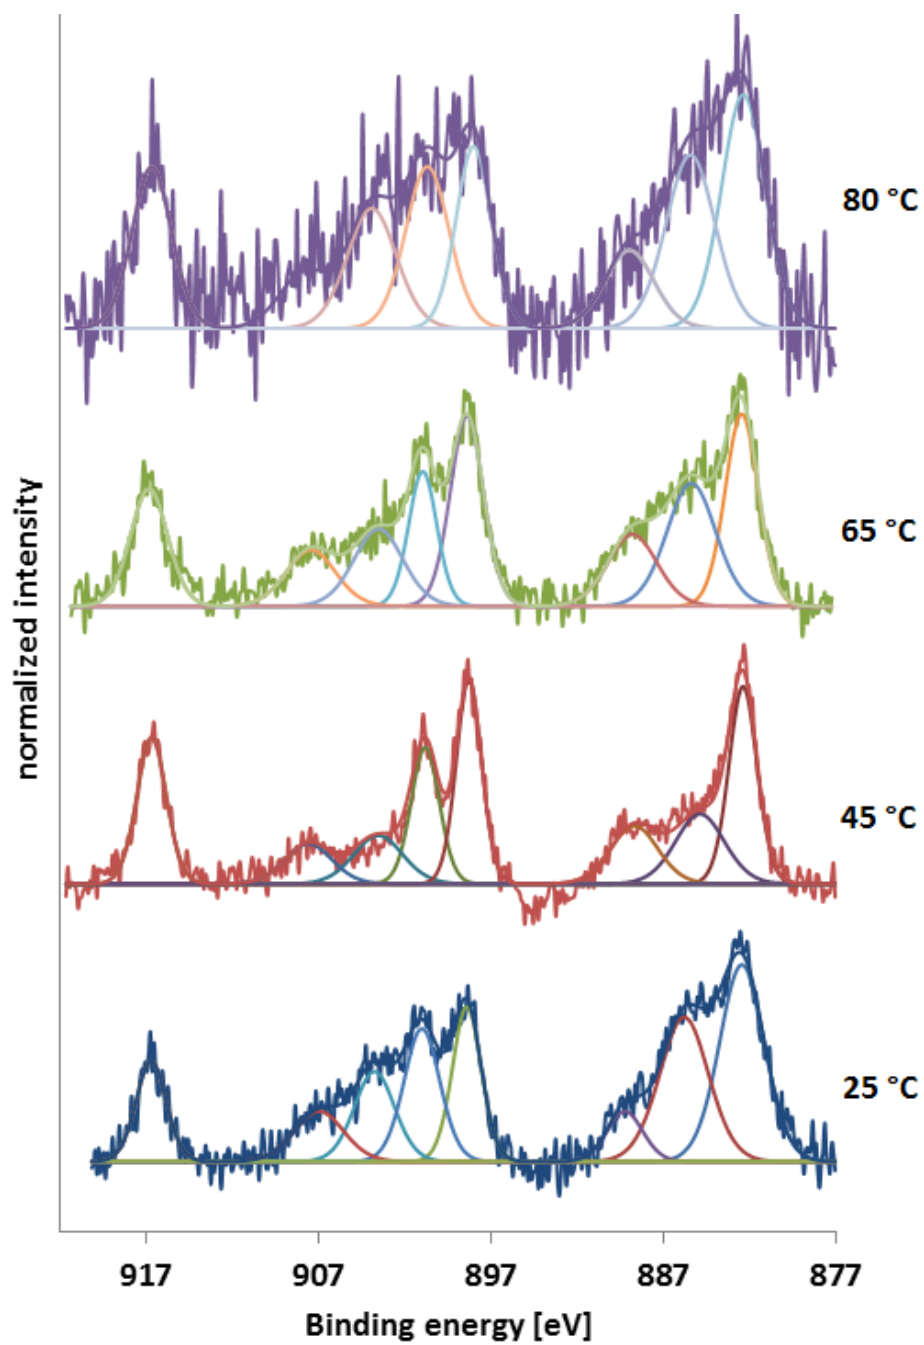 80 °C
65 °C
normalized intensity
45 °C
25 °C
917 907 897 887 877
Binding energy [eV]